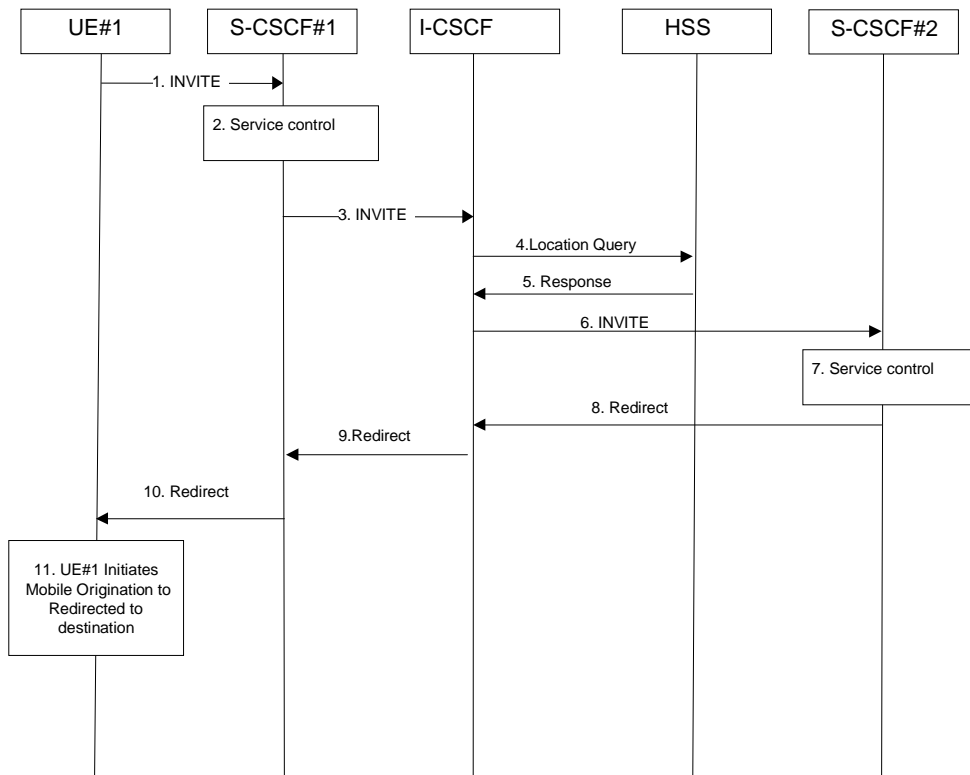 UE#1
S-CSCF#1
I-CSCF
HSS
S-CSCF#2
1. INVITE
2. Service control
3. INVITE
4.Location Query
5. Response
6. INVITE
7. Service control
8. Redirect
9.Redirect
10. Redirect
11. UE#1 Initiates
Mobile Origination to
Redirected to
destination